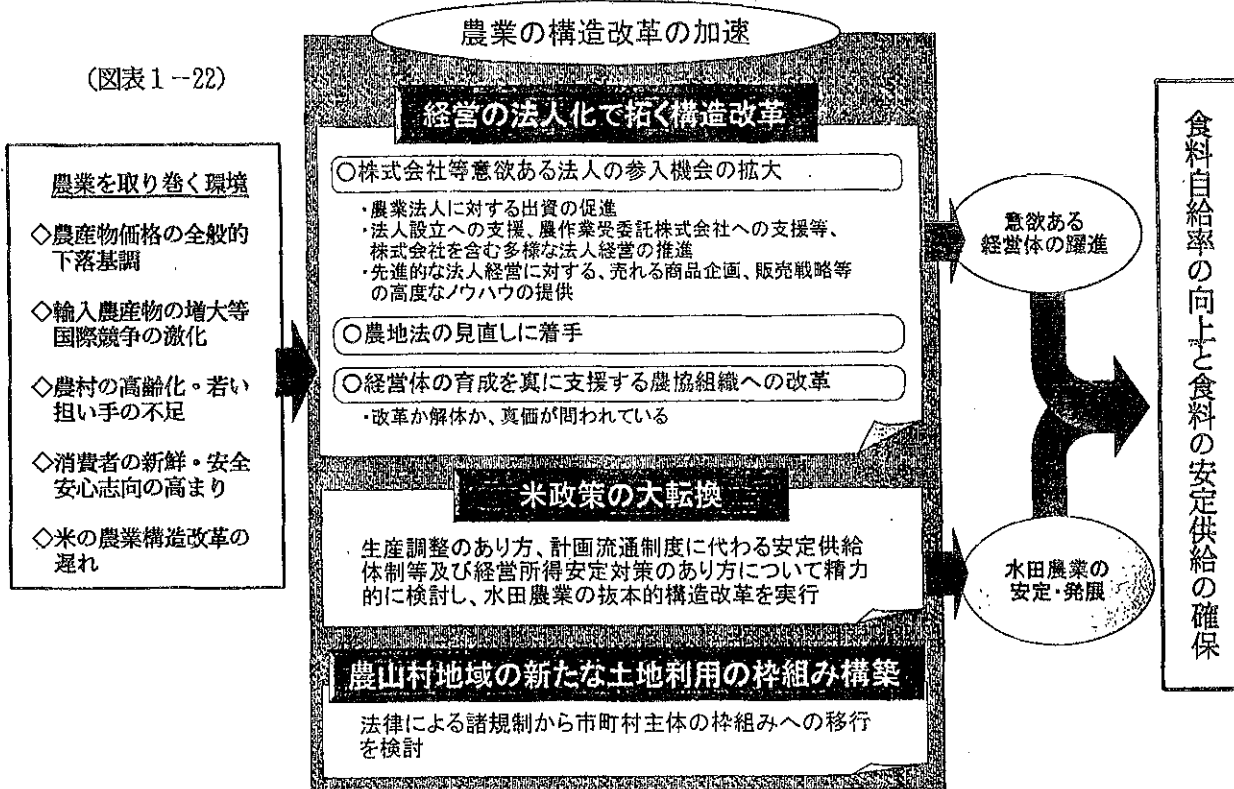 農業の構造改革の加速
(図表1-22)
農業を取り巻く環境
◇農産物価格の全般的
下落基調
◇輸入農産物の増大等
国際競争の激化
◇農村の高齢化・若い
担い手の不足
◇消費者の新鮮・安全
安心志向の高まり
◇米の農業構造改革の
遅れ
経営の法人化で拓く構造改革
○株式会社等意欲ある法人の参入機会の拡大
・農業法人に対する出資の促進
・法人設立への支援、農作業受委託株式会社への支援等、
株式会社を含む多様な法人経営の推進
・先進的な法人経営に対する、売れる商品企画、販売戦略等
の高度なノウハウの提供
○農地法の見直しに着手
○経営体の育成を真に支援する農協組織への改革
・改革か解体か、真価が問われている
米政策の大転換
生産調整のあり方、計画流通制度に代わる安定供給
体制等及び経営所得安定対策のあり方について精力
的に検討し、水田農業の抜本的構造改革を実行
農山村地域の新たな土地利用の枠組み構築
法律による諸規制から市町村主体の枠組みへの移行
を検討
意欲ある
経営体の躍進
水田農業の
安定・発展
食料自給率の向上と食料の安定供給の確保